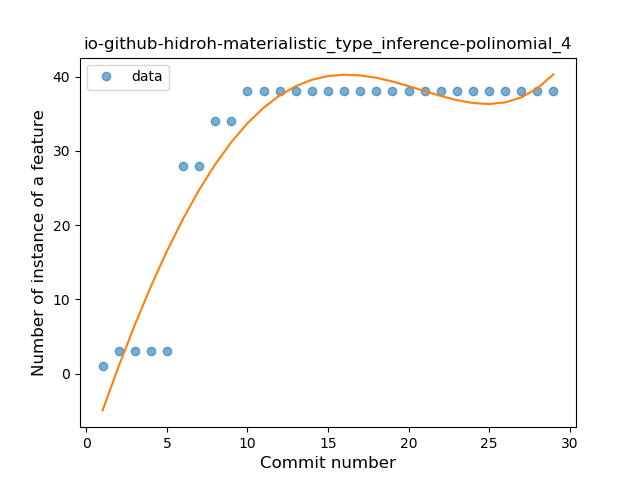 io-github-hidroh-materialistic_type_inference-polinomial_4
data
Number of instance of a feature
40
30
20
10
0
0 5 10 15 20 25 30
Commit number